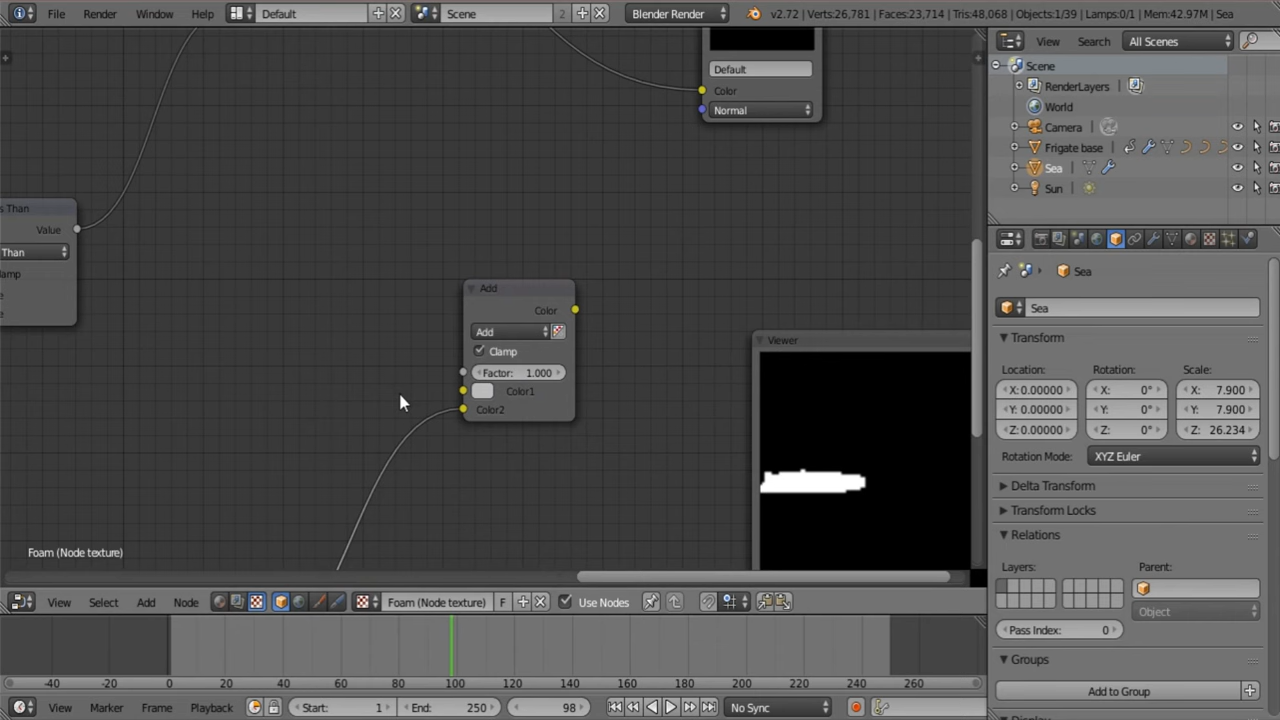 File Render Window Help Default Scene 2 Blender Render v2.72 | Verts:26,781 | Faces:23,714 | Tris:48,068 | Objects:1/39 | Lamps:0/1 | Mem:42.97M | Sea
View Search All Scenes
Scene
RenderLayers
World
Camera
Frigate base
Sea
Sun
Default
Color
Normal
s Than
Value
Than
lamp
Add
Color
Add
Clamp
Factor: 1.000
Color1
Color2
Viewer
Foam (Node texture)
Sea
Sea
Transform
Location: Rotation: Scale:
X: 0.00000 X: 0° X: 7.900
Y: 0.00000 Y: 0° Y: 7.900
Z: 0.00000 Z: 0° Z: 26.234
Rotation Mode: XYZ Euler
Delta Transform
Transform Locks
Relations
Layers: Parent:
Object
Pass Index: 0
Groups
Add to Group
View Select Add Node Foam (Node texture) F Use Nodes
-40 -20 0 20 40 60 80 100 120 140 160 180 200 220 240 260
View Marker Frame Playback Start: 1 End: 250 98 No Sync